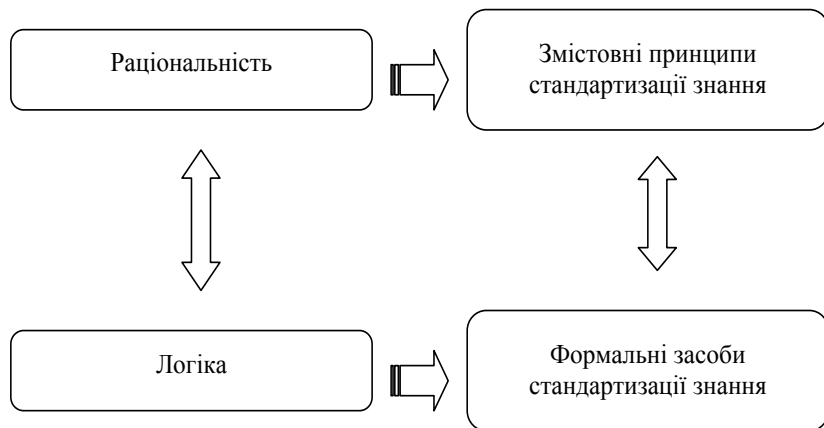 Раціональність
Змістовні принципи
стандартизації знання
Логіка
Формальні засоби
стандартизації знання